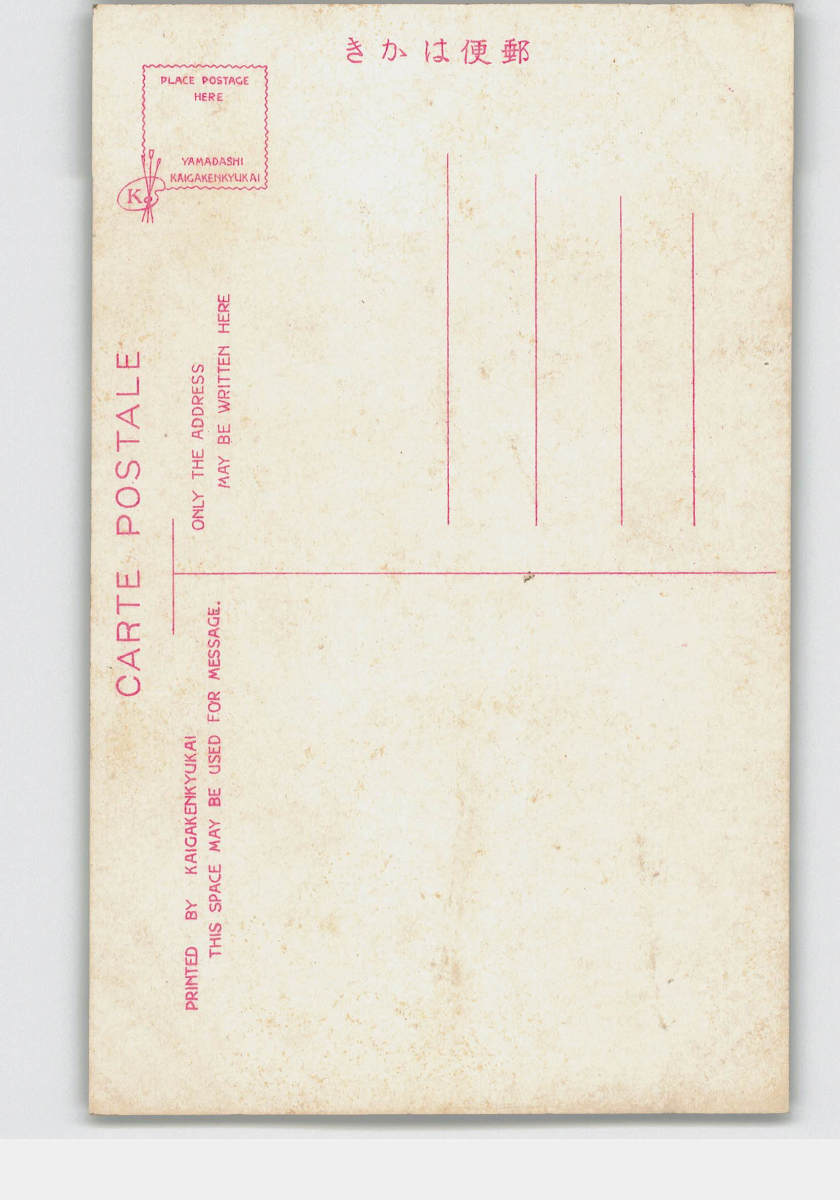 きかは便郵
PLACE POSTAGE
HERE
YAMADASHI
KAIGAKENKYUKAI
K
CARTE POSTALE
ONLY THE ADDRESS
MAY BE WRITTEN HERE
PRINTED BY KAIGAKENKYUKAI
THIS SPACE MAY BE USED FOR MESSAGE.